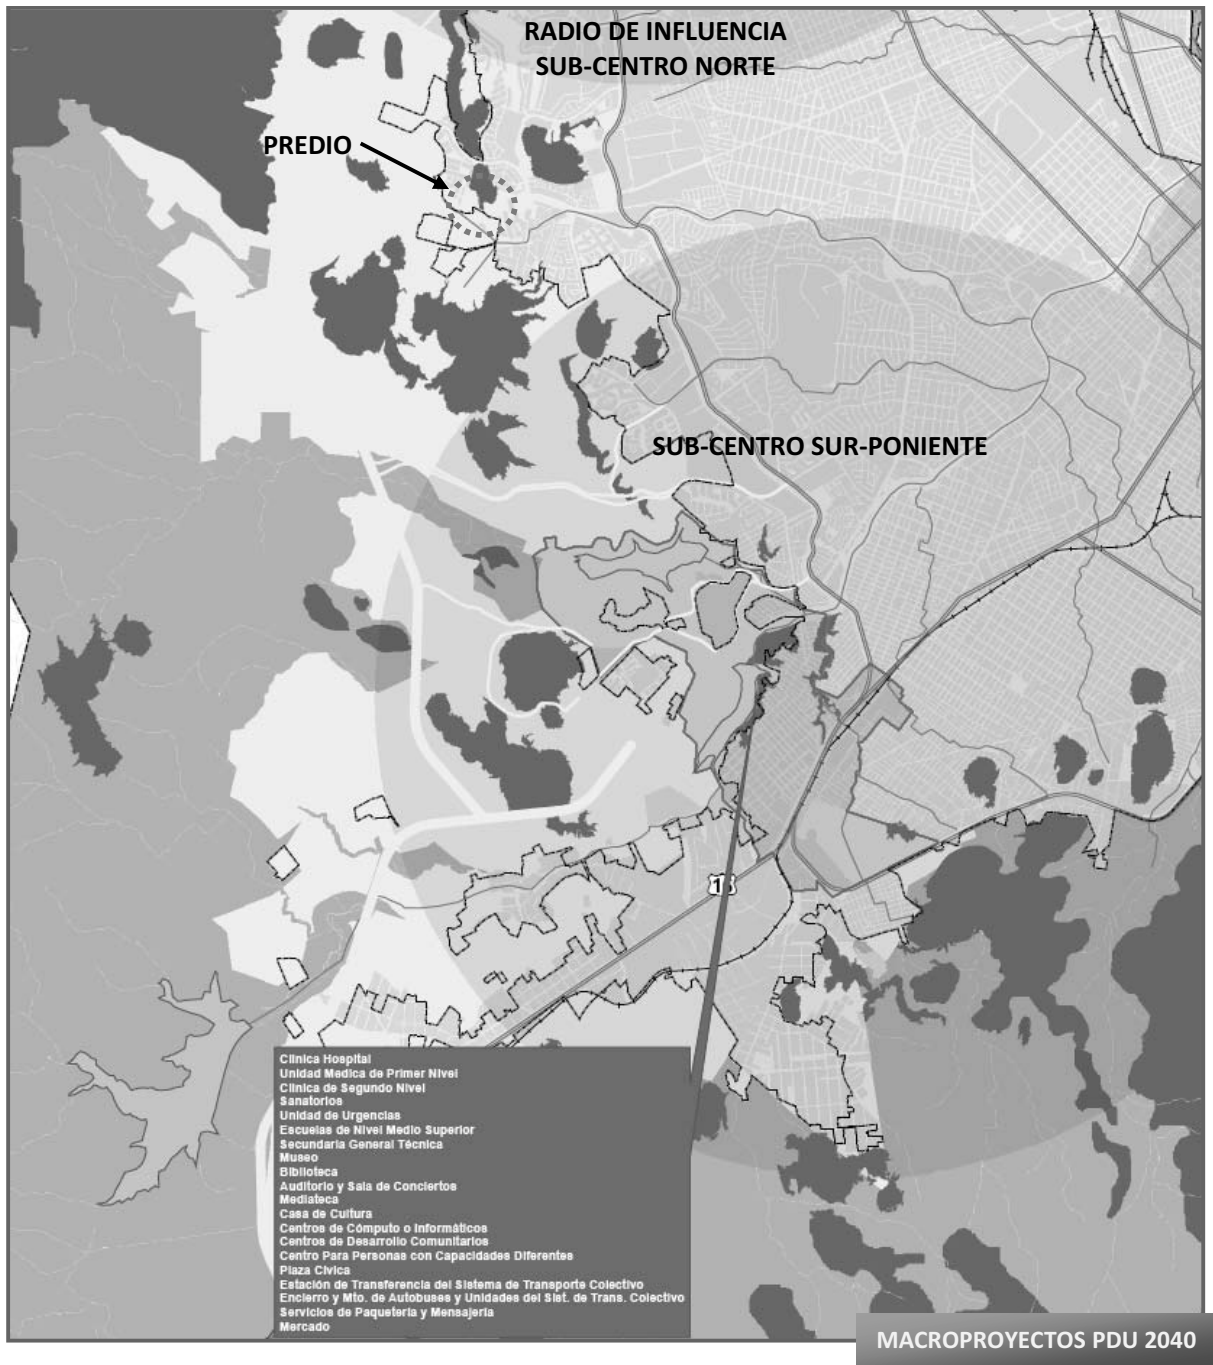 RADIO DE INFLUENCIA
SUB-CENTRO NORTE
PREDIO
SUB-CENTRO SUR-PONIENTE
Clinica Hospital
Unidad Medica de Primer Nivel
Clinica de Segundo Nivel
Sanatorios
Unidad de Urgencias
Escuelas de Nivel Medio Superior
Secundaria General Técnica
Museo
Biblioteca
Auditorio y Sala de Conciertos
Mediateca
Casa de Cultura
Centros de Cómputo o Informáticos
Centros de Desarrollo Comunitarios
Centro Para Personas con Capacidades Diferentes
Plaza Civica
Estación de Transferencia del Sistema de Transporte Colectivo
Encierro y Mto. de Autobuses y Unidades del Sist. de Trans. Colectivo
Servicios de Paqueteria y Mensajeria
Mercado
MACROPROYECTOS PDU 2040